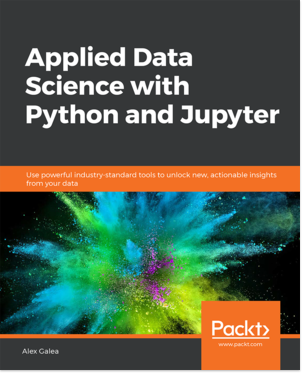 Applied Data
Science with
Python and Jupyter
Use powerful industry-standard tools to unlock new, actionable insights
from your data
Packt>
www.packt.com
Alex Galea